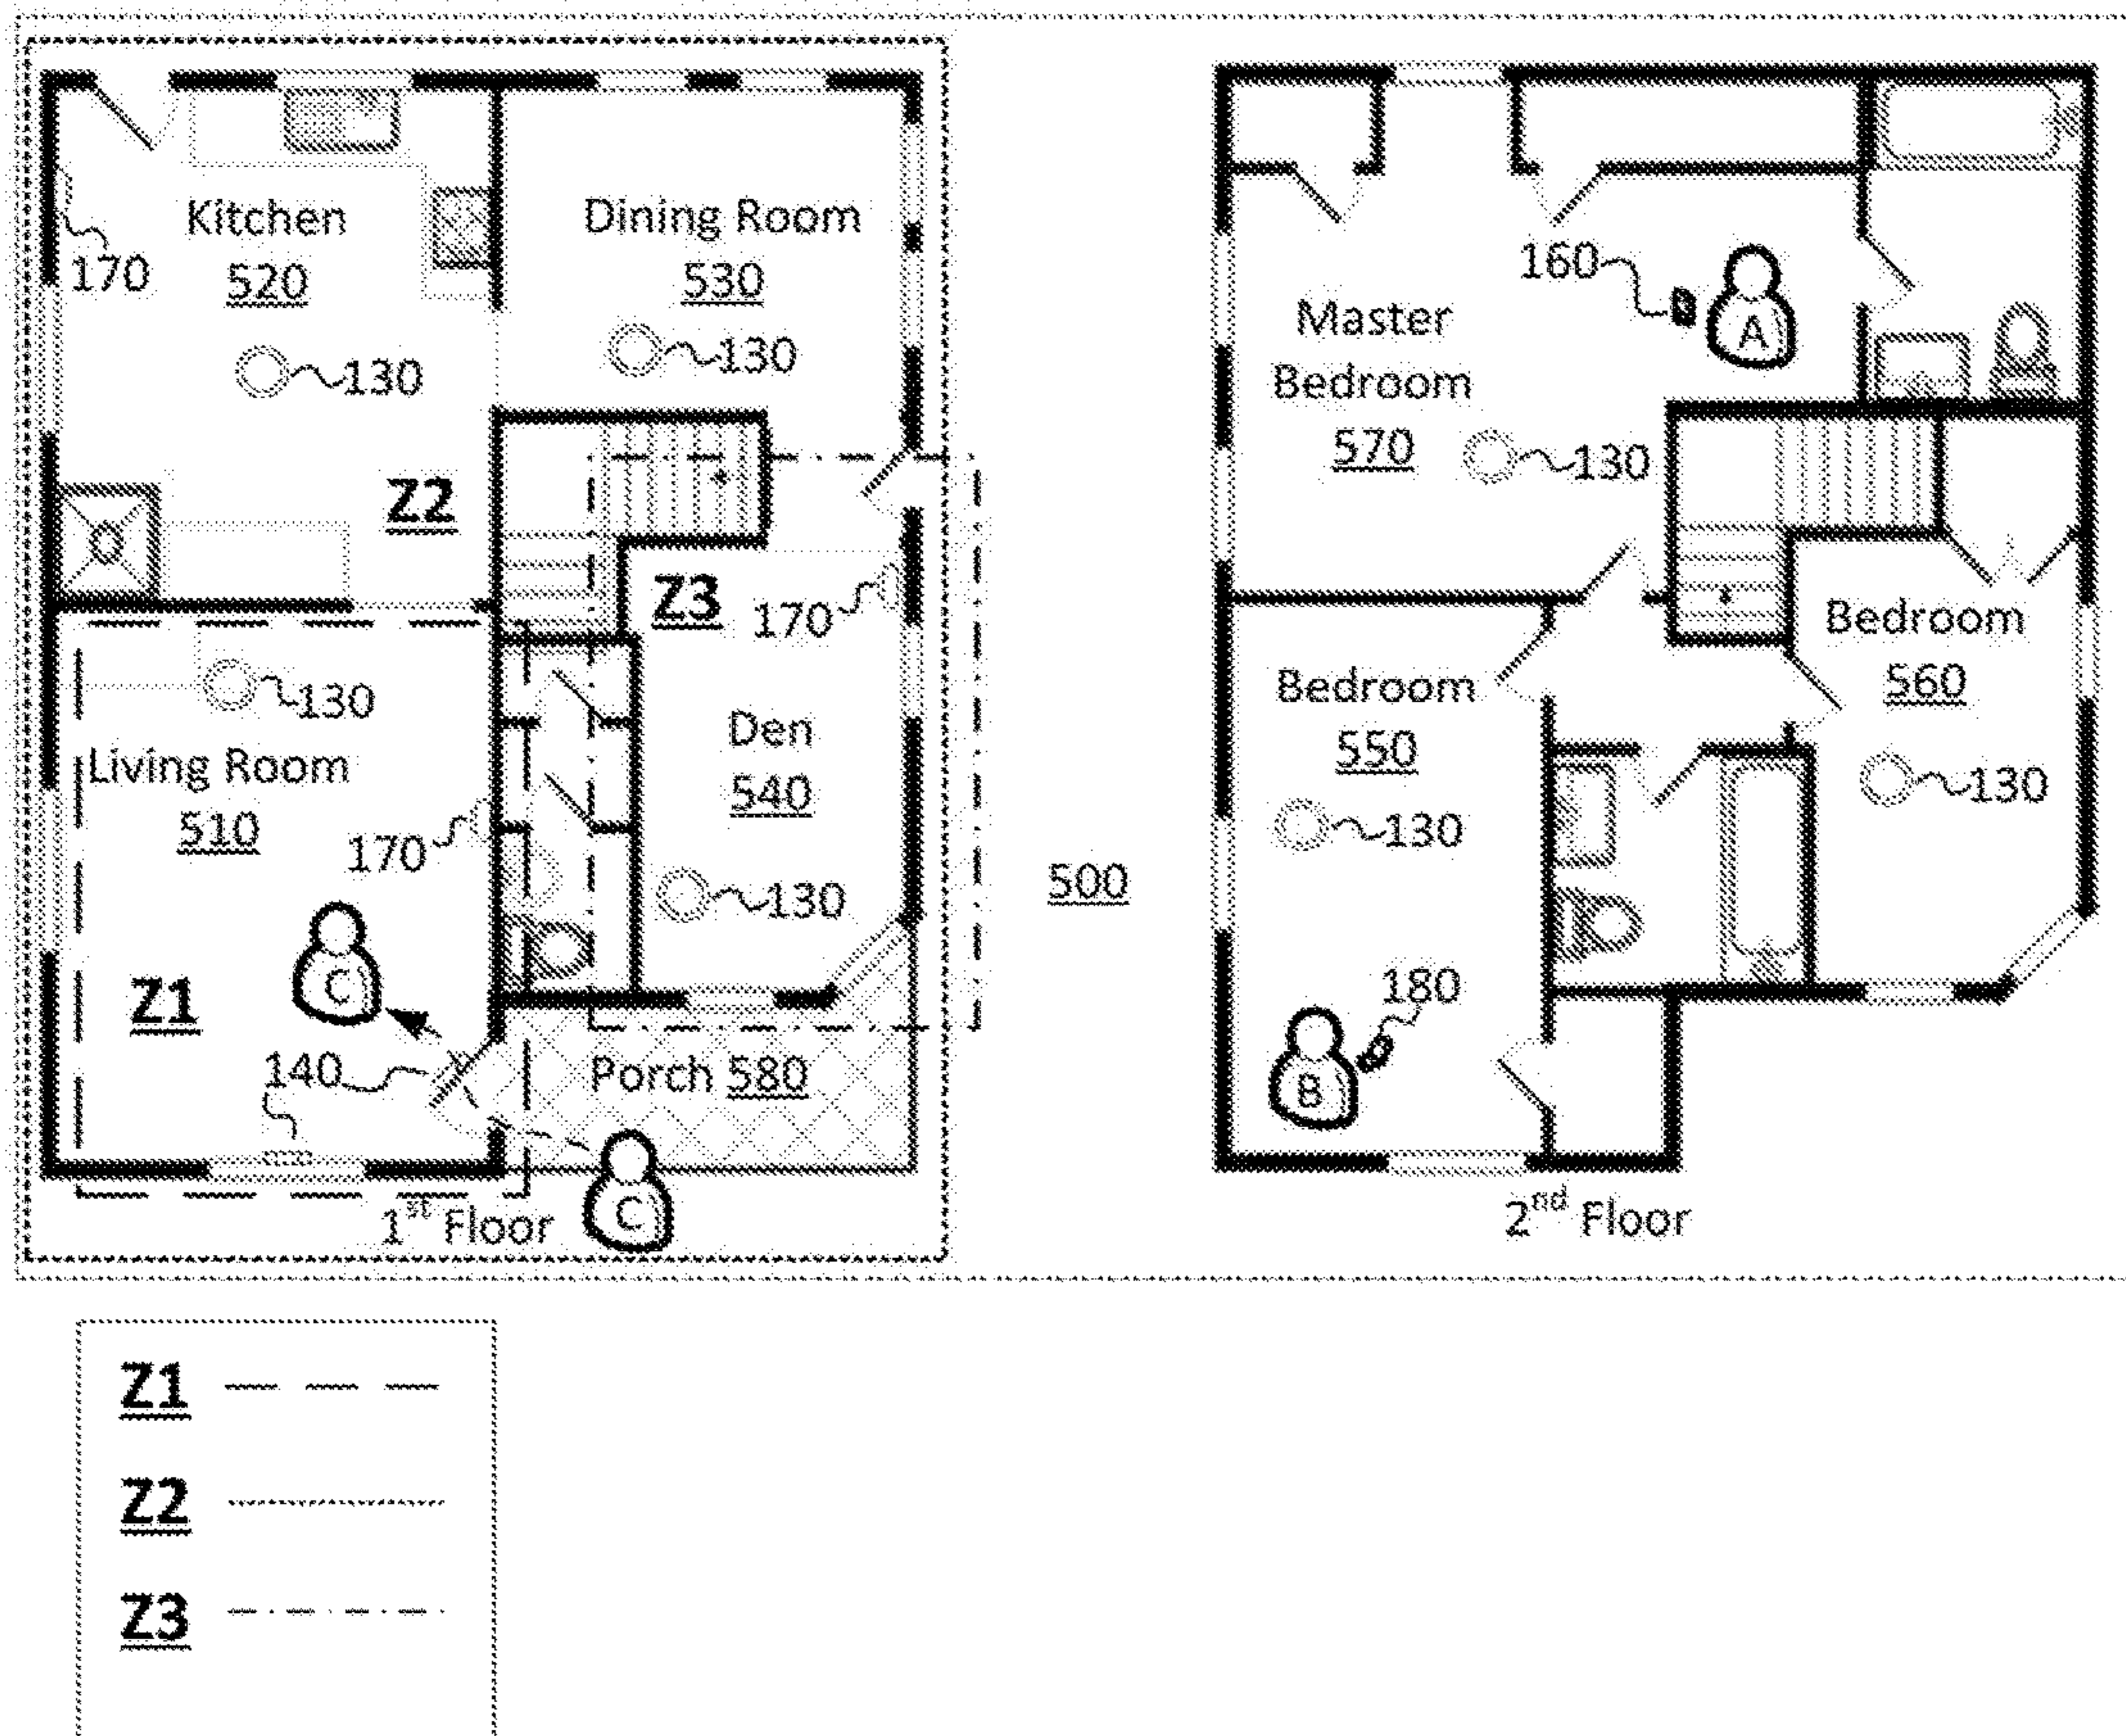 Kitchen
520
170
130
Dining Room
530
130
Z2
Z3
170
130
Living Room
510
170
Den
540
130
Z1
C
140
Porch 580
C
1st Floor
500
160
A
Master
Bedroom
570
130
Bedroom
550
130
Bedroom
560
130
180
B
2nd Floor
Z1
Z2
Z3